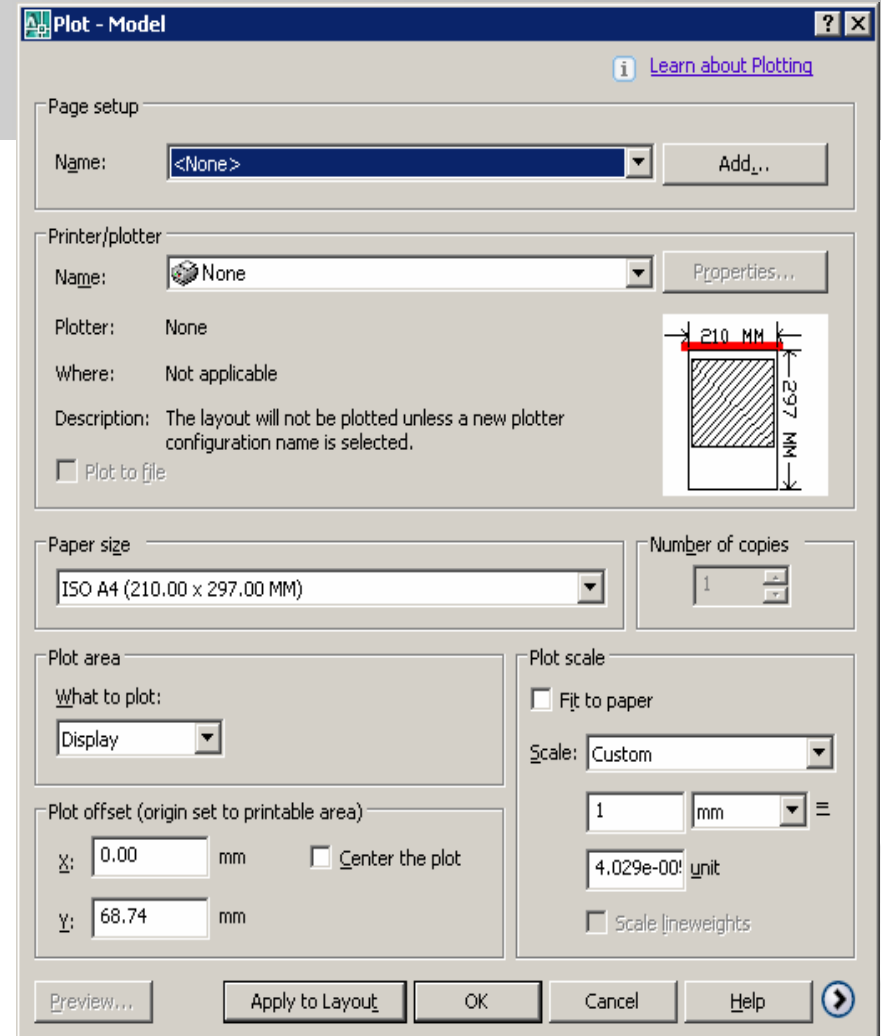 Plot - Model
Learn about Plotting
Page setup
Name: <None> Add...
Printer/plotter
Name: None Properties...
Plotter: None
Where: Not applicable
Description: The layout will not be plotted unless a new plotter
configuration name is selected.
Plot to file
210 MM
297 MM
Paper size
ISO A4 (210.00 x 297.00 MM)
Number of copies
1
Plot area
What to plot:
Display
Plot scale
Fit to paper
Scale: Custom
1 mm =
4.029e-00 unit
Scale lineweights
Plot offset (origin set to printable area)
X: 0.00 mm Center the plot
Y: 68.74 mm
Preview... Apply to Layout OK Cancel Help